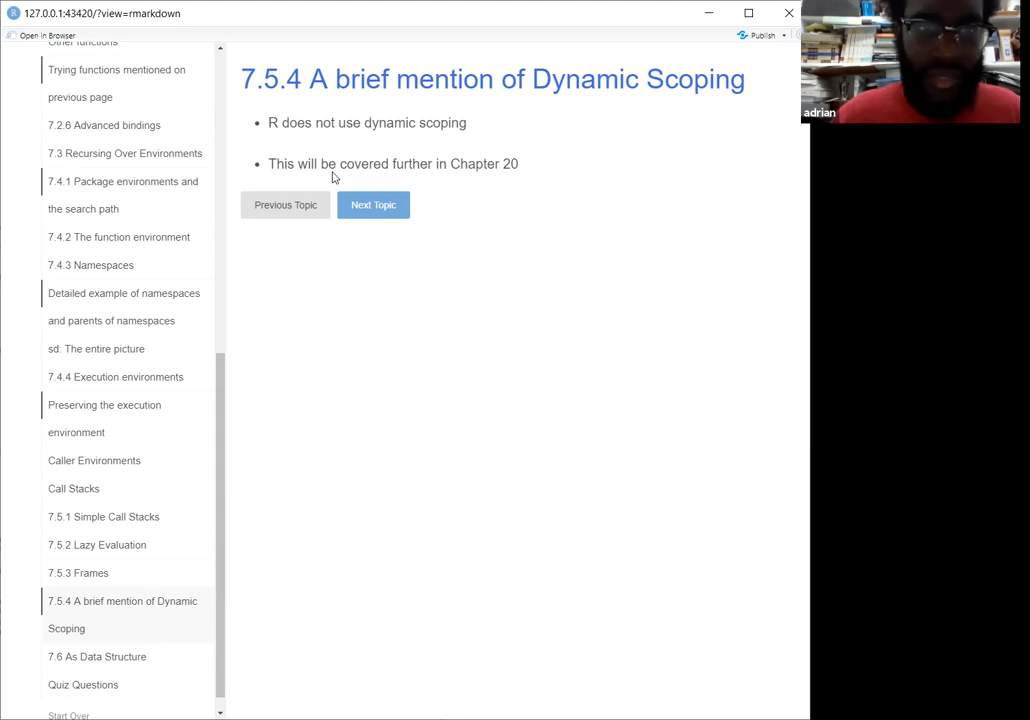 127.0.0.1:43420/?view=rmarkdown
Open in Browser
Publish
Other functions
Trying functions mentioned on
previous page
7.2.6 Advanced bindings
7.3 Recursing Over Environments
7.4.1 Package environments and
the search path
7.4.2 The function environment
7.4.3 Namespaces
Detailed example of namespaces
and parents of namespaces
sd: The entire picture
7.4.4 Execution environments
Preserving the execution
environment
Caller Environments
Call Stacks
7.5.1 Simple Call Stacks
7.5.2 Lazy Evaluation
7.5.3 Frames
7.5.4 A brief mention of Dynamic
Scoping
7.6 As Data Structure
Quiz Questions
Start Over
7.5.4 A brief mention of Dynamic Scoping
• R does not use dynamic scoping
• This will be covered further in Chapter 20
Previous Topic
Next Topic
adrian